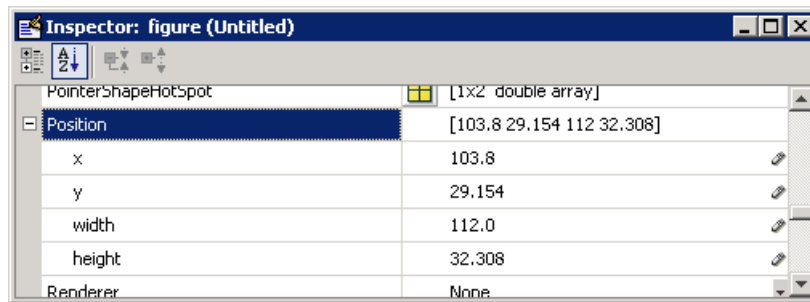 Inspector: figure (Untitled)
PointerShapeHotSpot [1x2 double array]
Position [103.8 29.154 112 32.308]
x 103.8
y 29.154
width 112.0
height 32.308
Renderer None